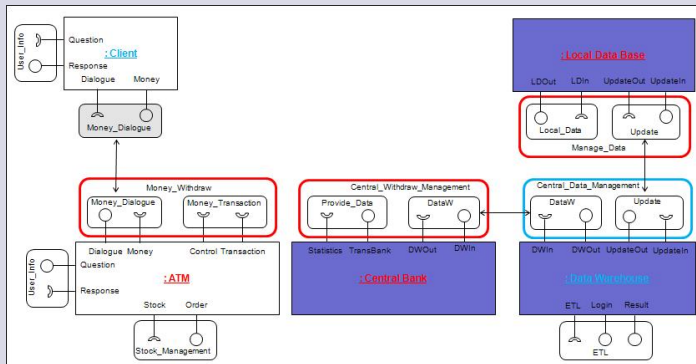 User_Info
Question
Response
:Client
Dialogue Money
Money_Dialogue
:Local Data Base
LDOut LDIn UpdateOut UpdateIn
Local_Data Update
Manage_Data
Money_Withdraw
Money_Dialogue Money_Transaction
Dialogue Money Control Transaction
Central_Withdraw_Management
Provide_Data DataW
Statistics TransBank DWOut DWIn
Central_Data_Management
DataW Update
DWIn DWOut UpdateOut UpdateIn
User_Info
Question
Response
:ATM
Stock Order
Stock_Management
:Central Bank
:Data Warehouse
ETL Login Result
ETL